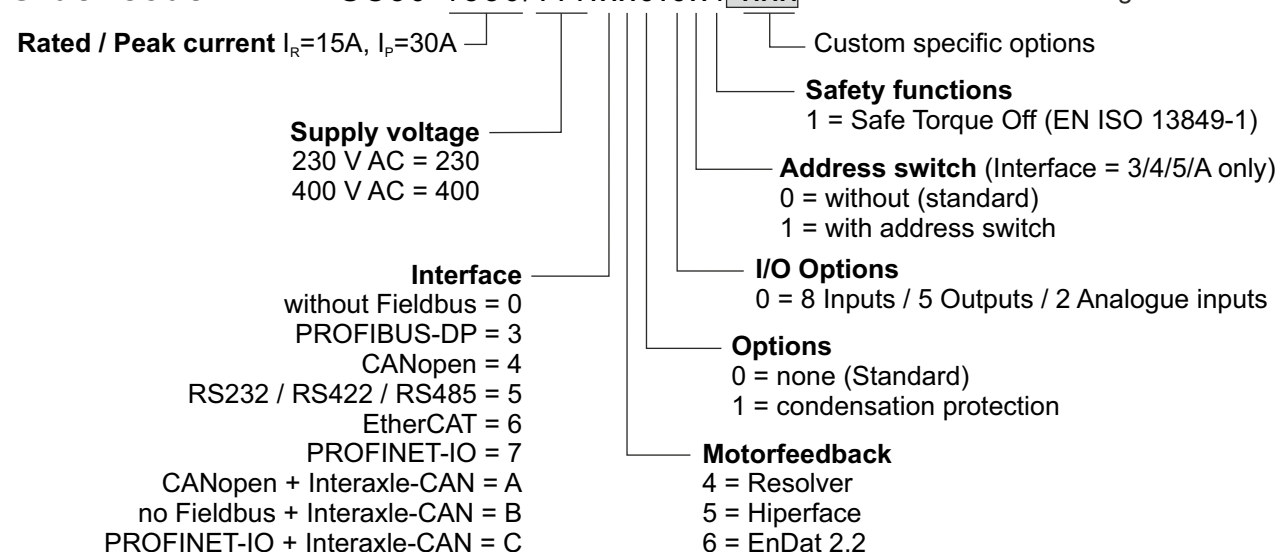 Rated / Peak current IR=15A, IP=30A
Custom specific options
Safety functions
1 = Safe Torque Off (EN ISO 13849-1)
Supply voltage
230 V AC = 230
400 V AC = 400
Address switch (Interface = 3/4/5/A only)
0 = without (standard)
1 = with address switch
Interface
without Fieldbus = 0
PROFIBUS-DP = 3
CANopen = 4
RS232 / RS422 / RS485 = 5
EtherCAT = 6
PROFINET-IO = 7
CANopen + Interaxle-CAN = A
no Fieldbus + Interaxle-CAN = B
PROFINET-IO + Interaxle-CAN = C
I/O Options
0 = 8 Inputs / 5 Outputs / 2 Analogue inputs
Options
0 = none (Standard)
1 = condensation protection
Motorfeedback
4 = Resolver
5 = Hiperface
6 = EnDat 2.2